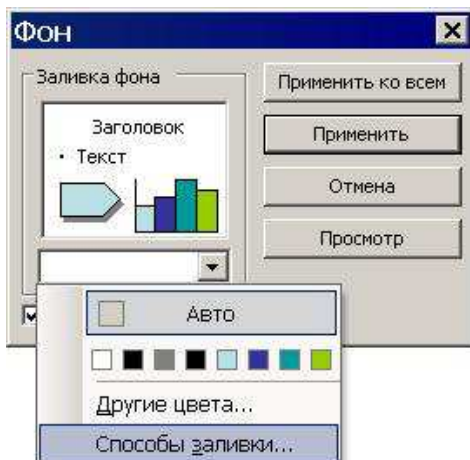 Фон
Заливка фона
Заголовок
• Текст
Применить ко всем
Применить
Отмена
Просмотр
Авто
Другие цвета...
Способы заливки...